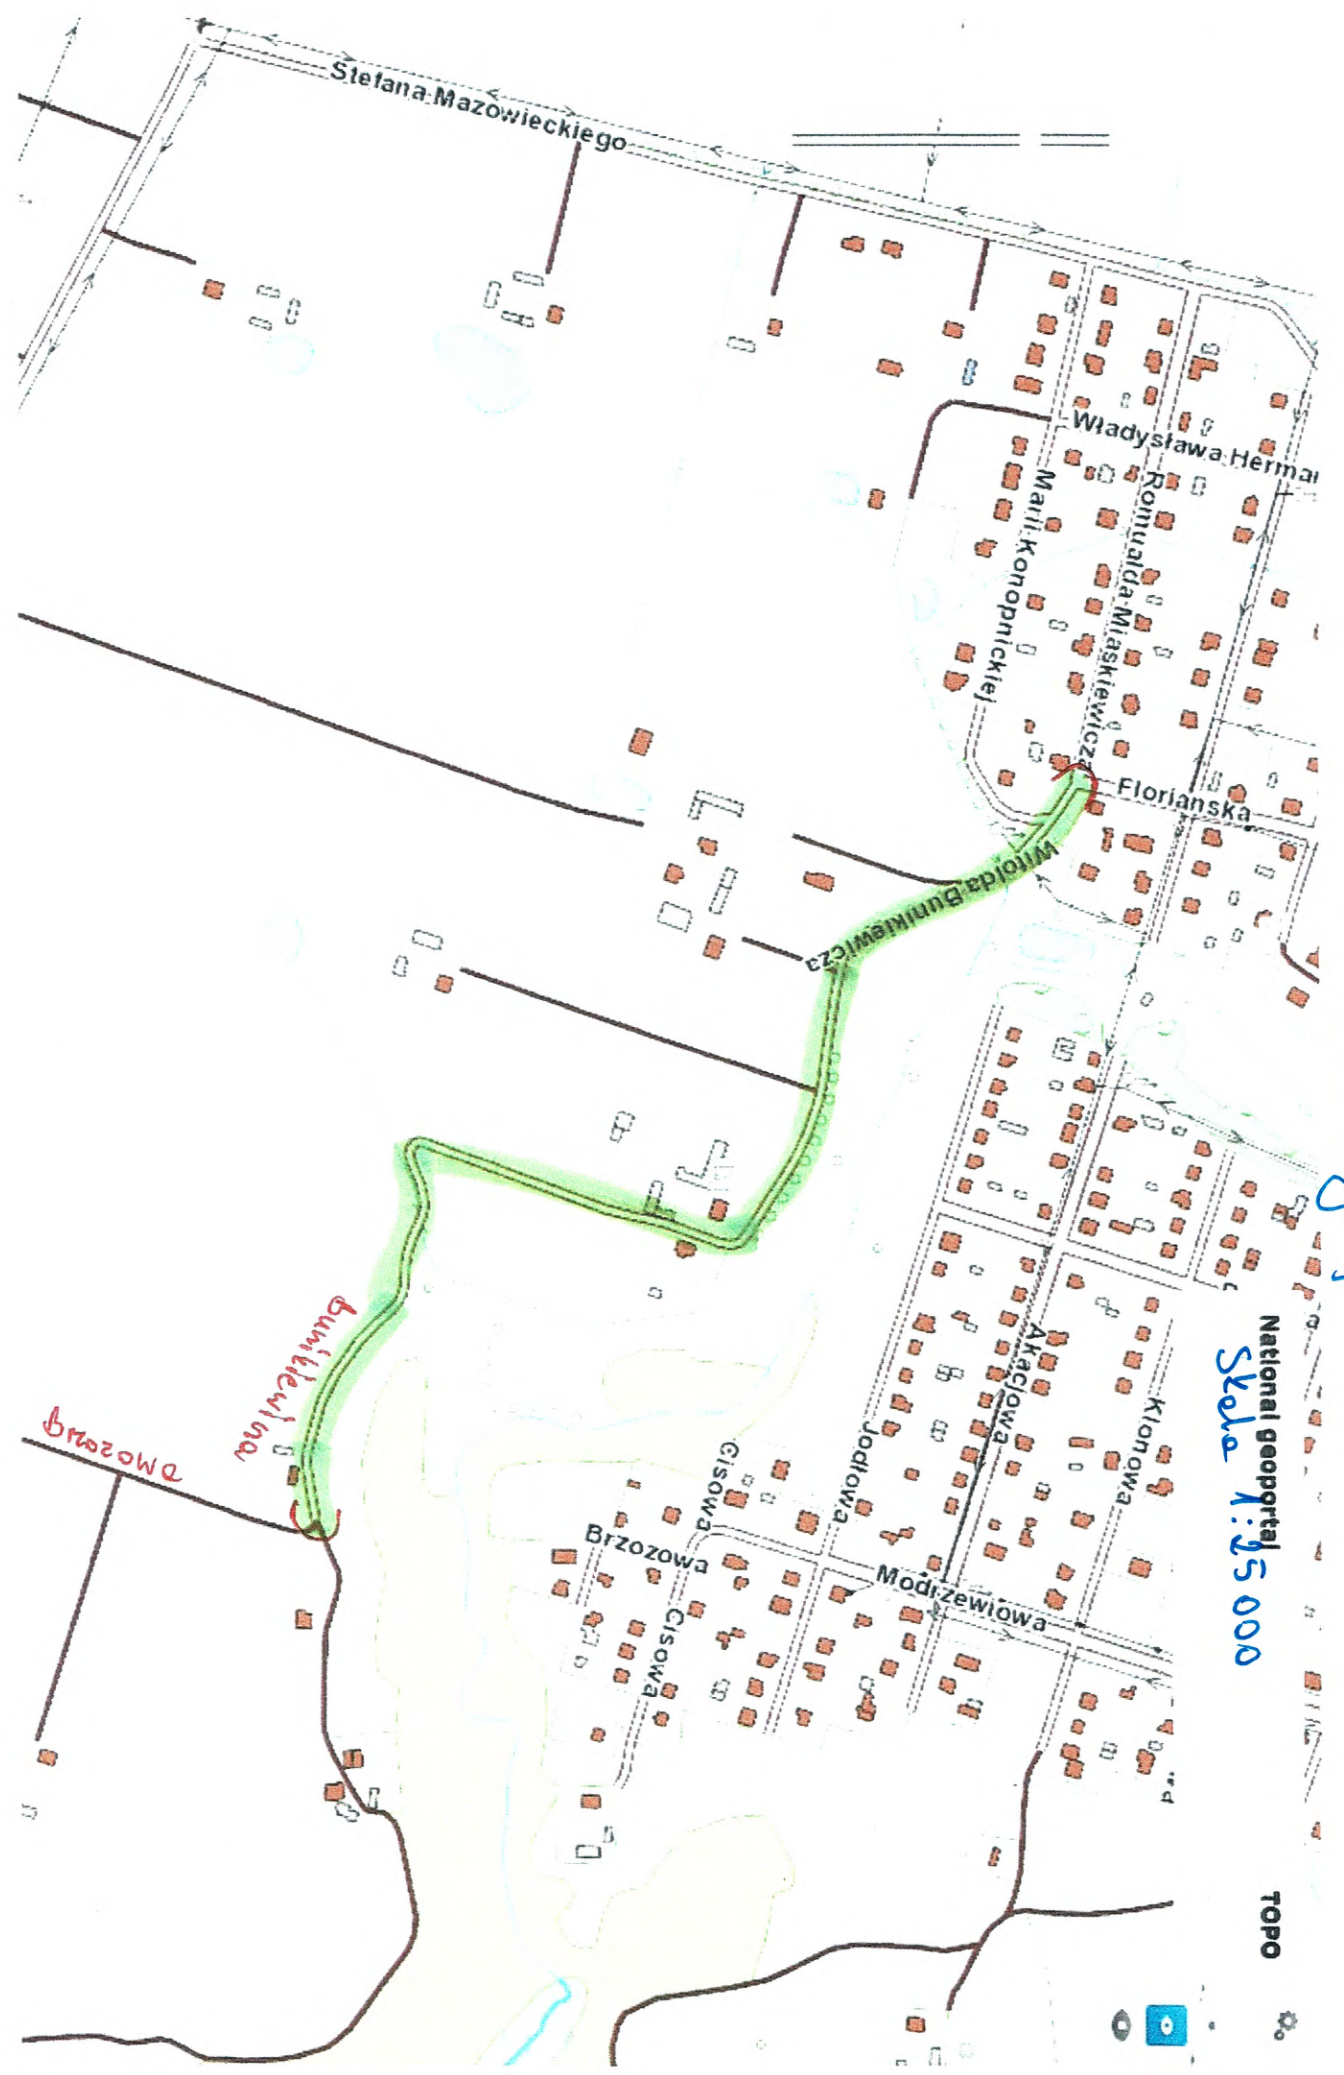 Stefana Mazowieckiego
Władysława Herma
Marii Konopnickiej
Romualda Miaskiewicza
Floriańska
Witolda Bunikiewicza
National geoportal
Skala 1:25 000
TOPO
Akacjowa
Klonowa
Jodłowa
Cisowa
Brzozowa
Modrzewiowa
Cisowa
Bunikiewicza
Brzozowa